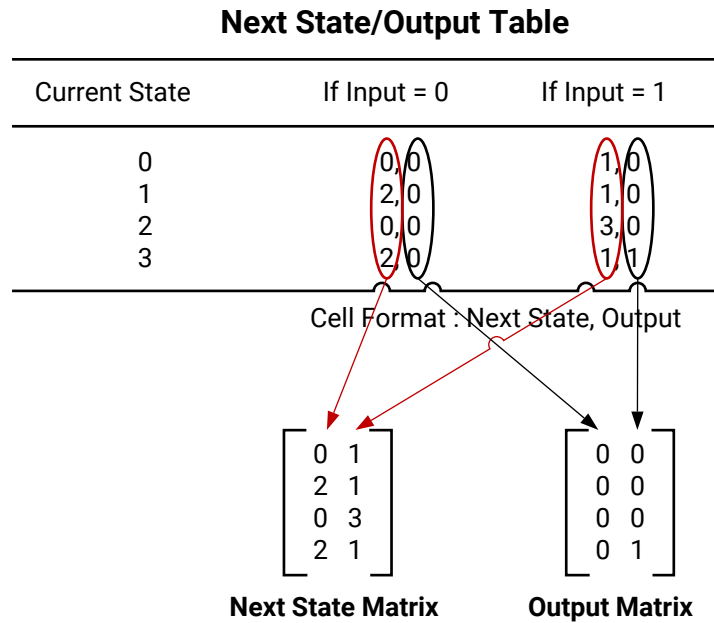 Next State/Output Table
Current State If Input = 0 If Input = 1
0 0, 0 1, 0
1 2, 0 1, 0
2 0, 0 3, 0
3 2, 0 1, 1
Cell Format : Next State, Output
0 1 0 0
2 1 0 0
0 3 0 0
2 1 0 1
Next State Matrix Output Matrix